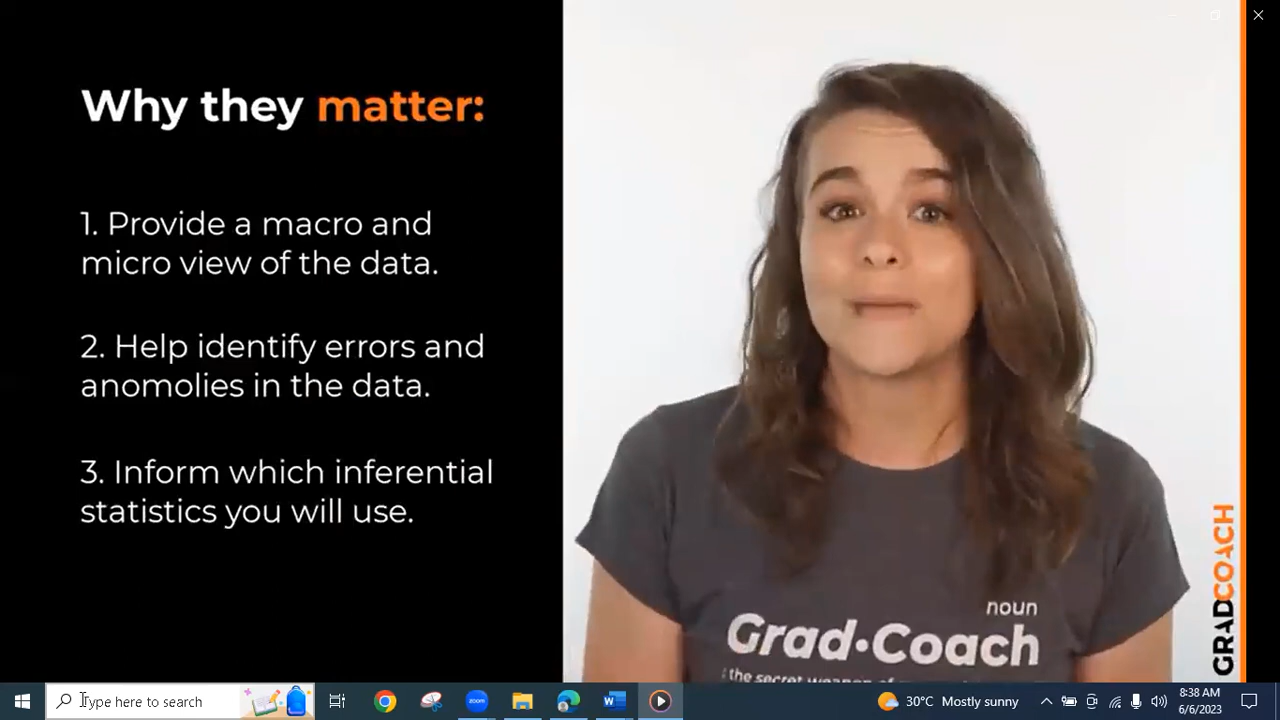 Why they matter:
1. Provide a macro and
micro view of the data.
2. Help identify errors and
anomolies in the data.
3. Inform which inferential
statistics you will use.
noun
Grad•Coach
the secret weapon of
GRADCOACH
Type here to search
zoom
30°C Mostly sunny
8:38 AM
6/6/2023